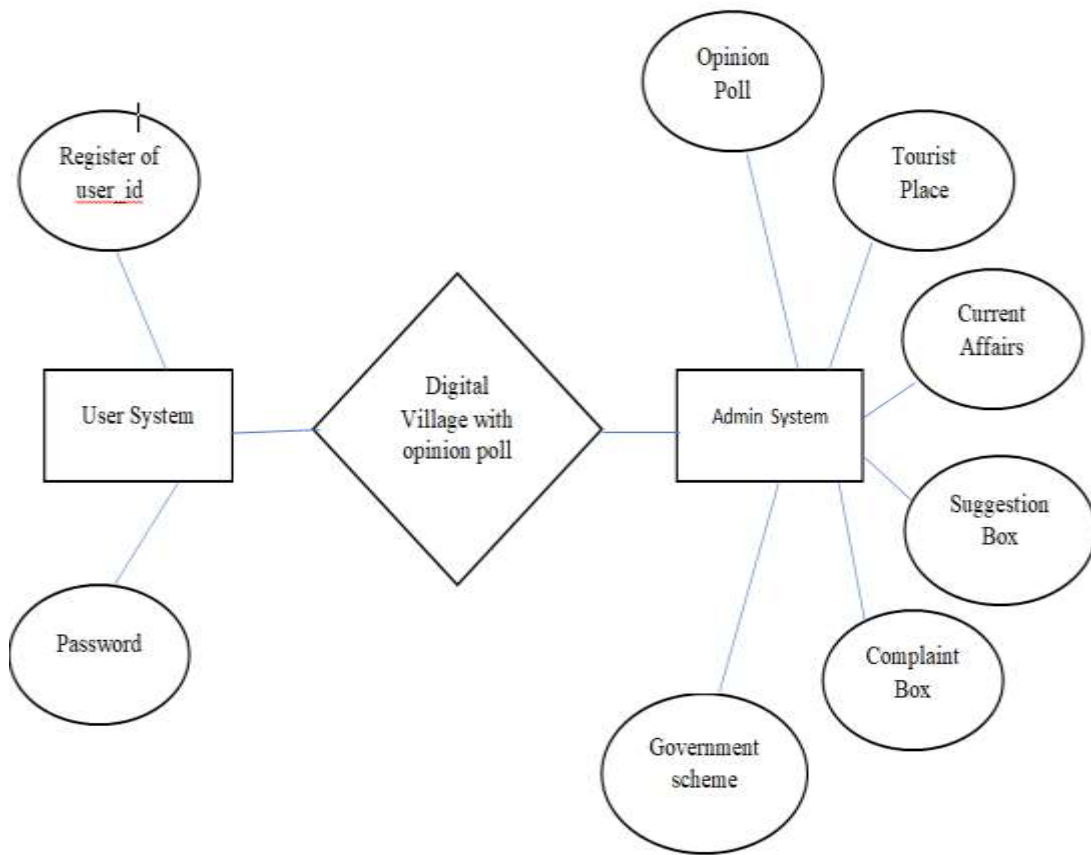 Opinion
Poll
Register of
user_id
Tourist
Place
Current
Affairs
User System
Digital
Village with
opinion poll
Admin System
Suggestion
Box
Password
Complaint
Box
Government
scheme